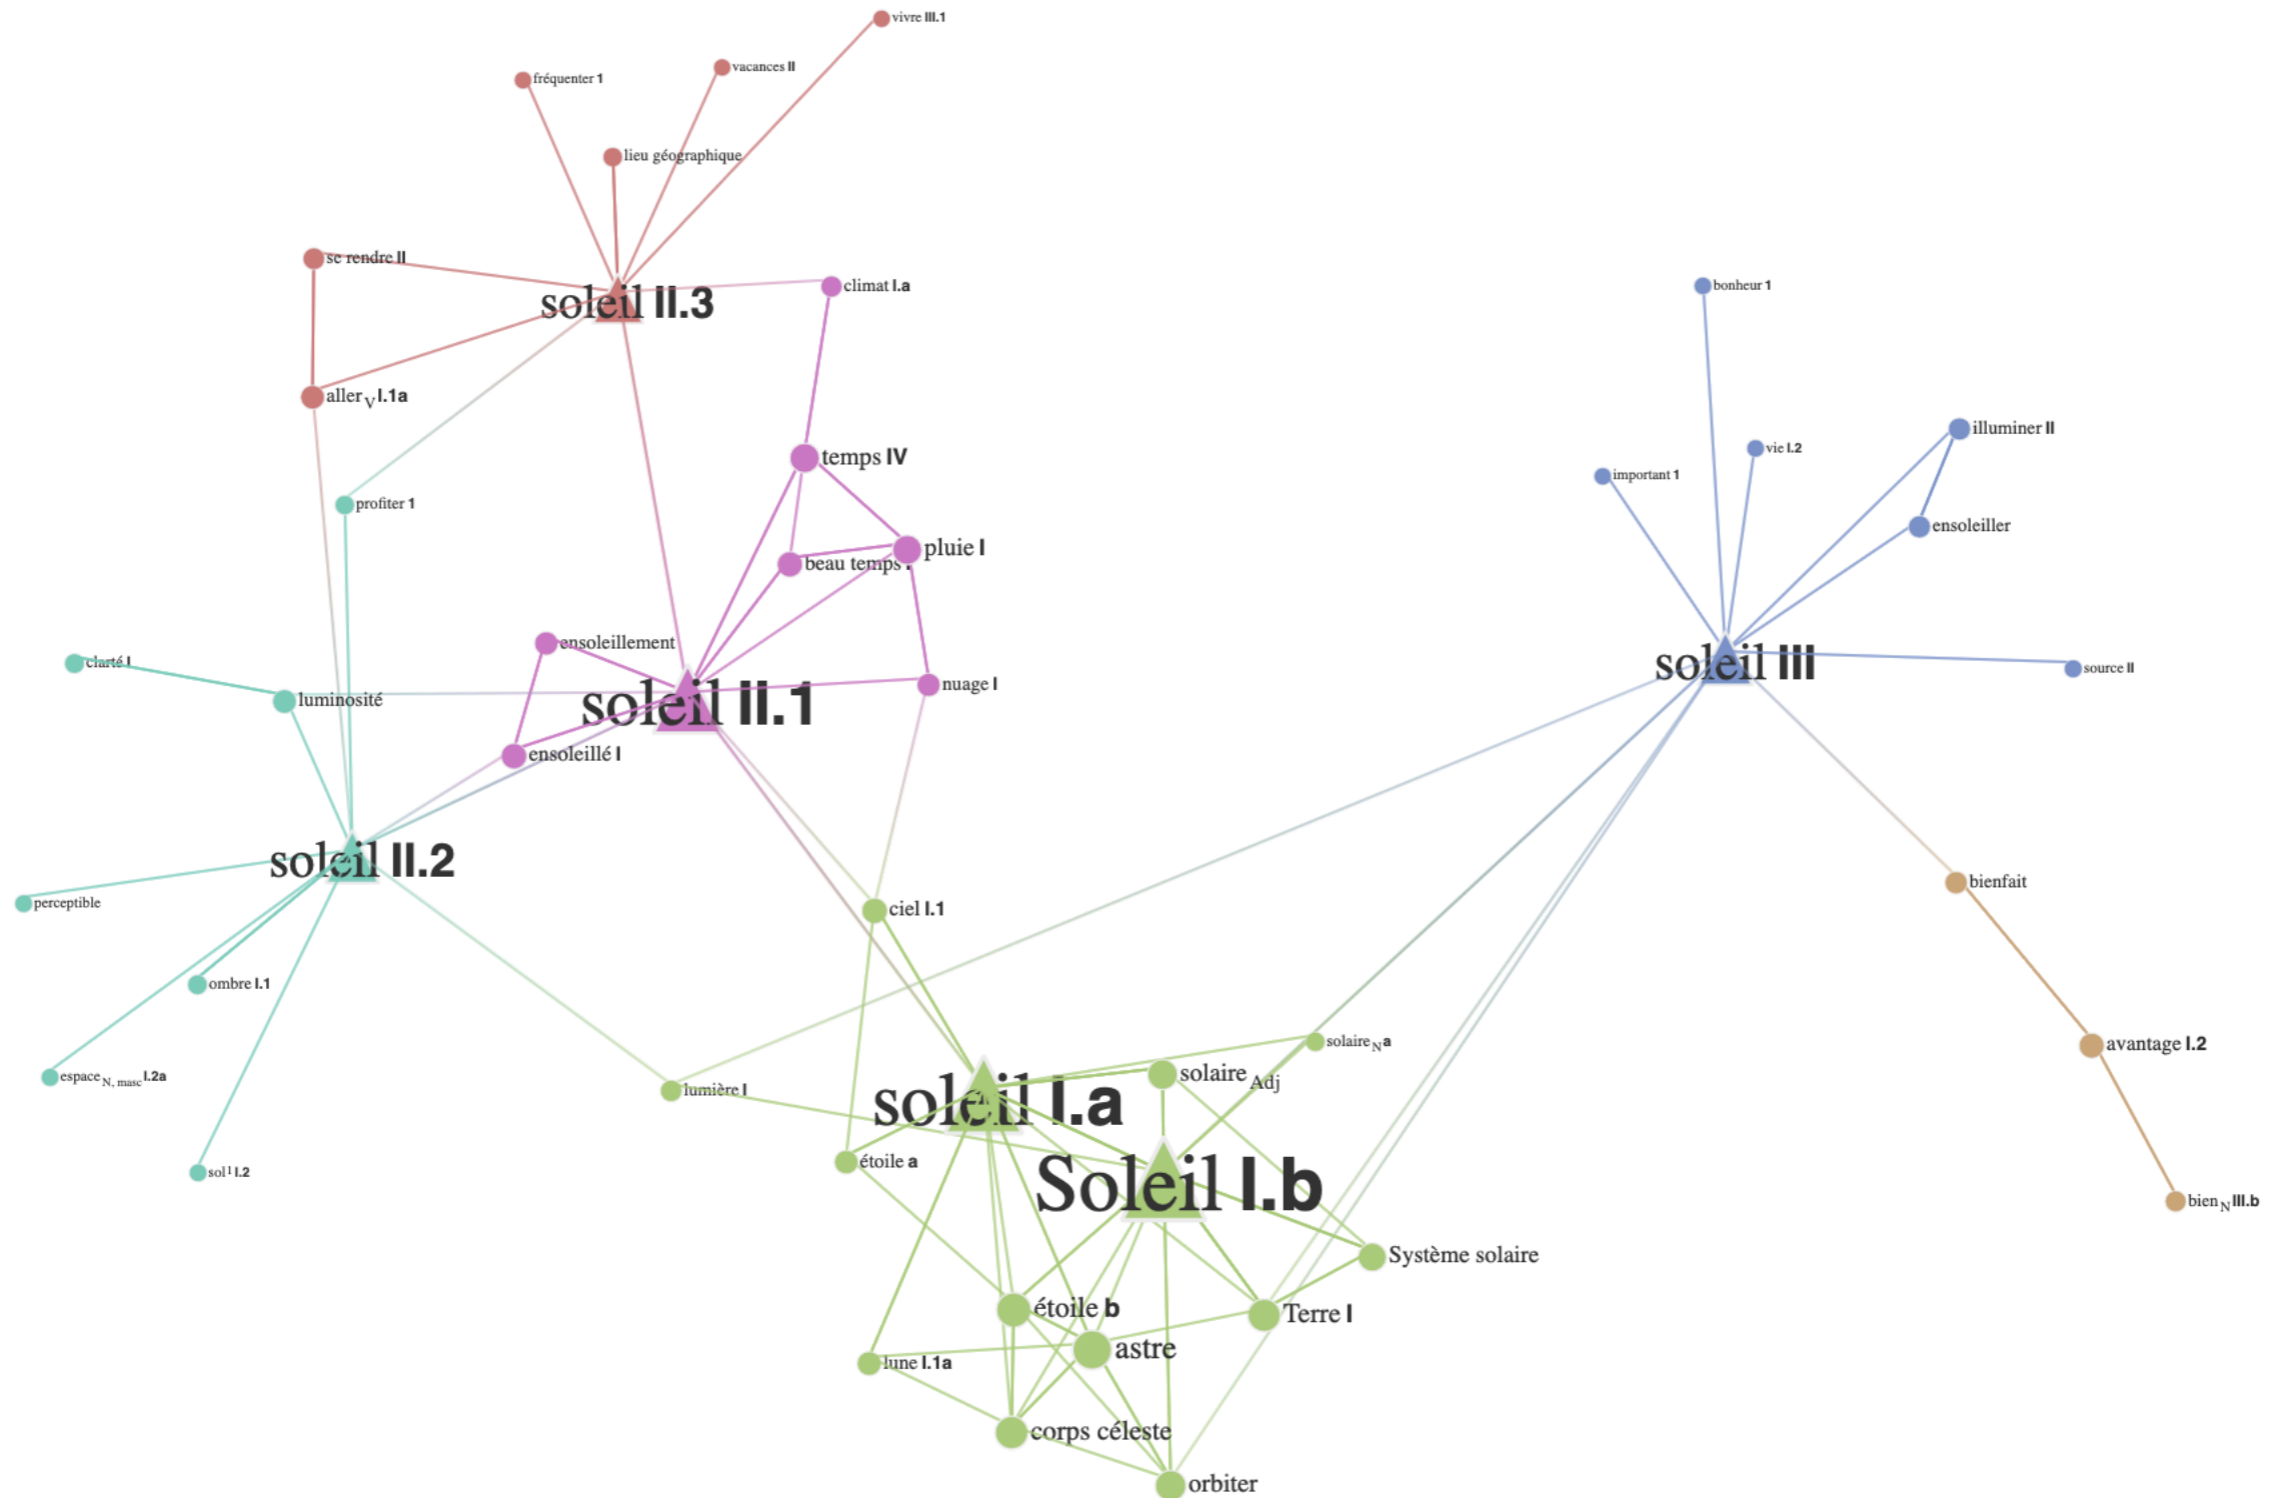 vivre III.1
vacances II
fréquenter 1
lieu géographique
se rendre II
climat I.a
bonheur 1
soleil II.3
aller V I.1a
illuminer II
vie I.2
temps IV
important 1
profiter 1
ensoleiller
pluie I
beau temps
ensoleillement
clarté I
soleil III
source II
nuage I
luminosité
soleil II.1
ensoleillé I
soleil II.2
bienfait
perceptible
ciel I.1
ombre I.1
solaire N a
avantage I.2
espace N, masc I.2a
solaire Adj
lumière I
soleil I.a
étoile a
sol 1 I.2
Soleil I.b
bien N III.b
Système solaire
étoile b
Terre I
astre
lune I.1a
corps céleste
orbiter